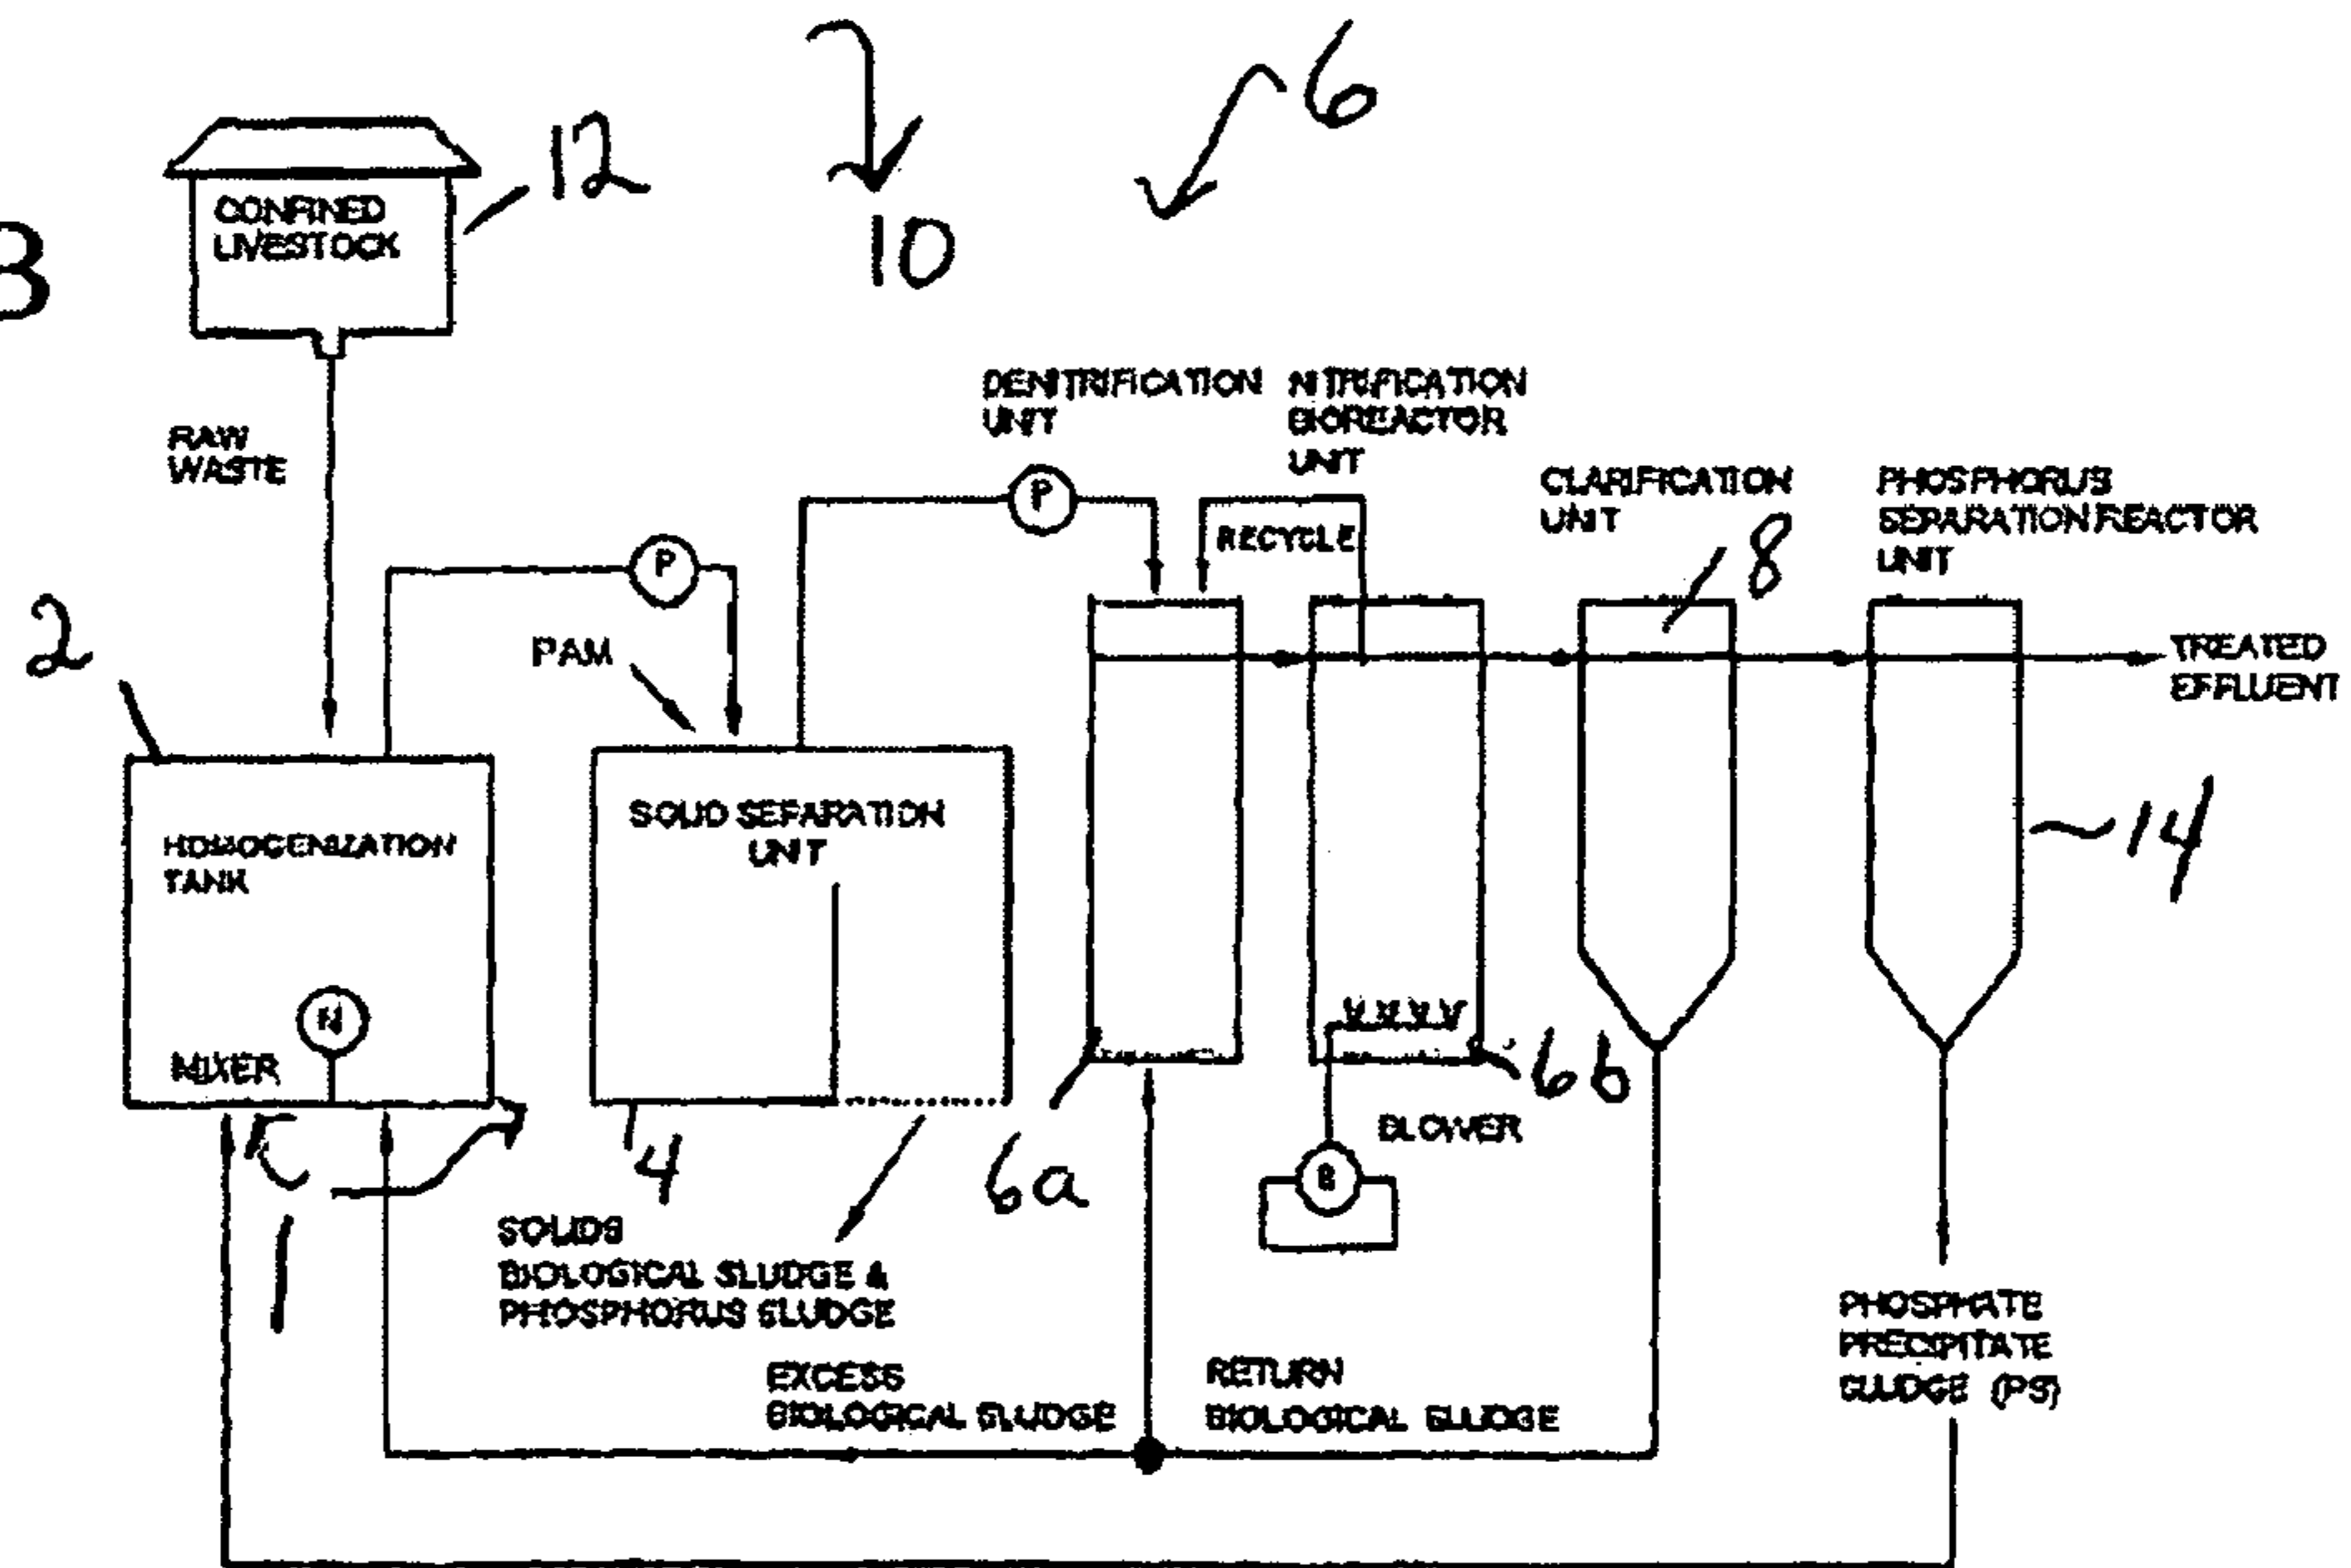 B
12
10
6
CONFINED
LIVESTOCK
RAW
WASTE
DENITRIFICATION
UNIT
NITRIFICATION
BIOREACTOR
UNIT
CLARIFICATION
UNIT
8
PHOSPHORUS
SEPARATION REACTOR
UNIT
P
P
RECYCLE
PAM
2
TREATED
EFFLUENT
HOMOGENIZATION
TANK
SOLID SEPARATION
UNIT
14
MIXER
4
6a
6b
BLOWER
B
1
SOLIDS
BIOLOGICAL SLUDGE &
PHOSPHORUS SLUDGE
EXCESS
BIOLOGICAL SLUDGE
RETURN
BIOLOGICAL SLUDGE
PHOSPHATE
PRECIPITATE
SLUDGE (PS)